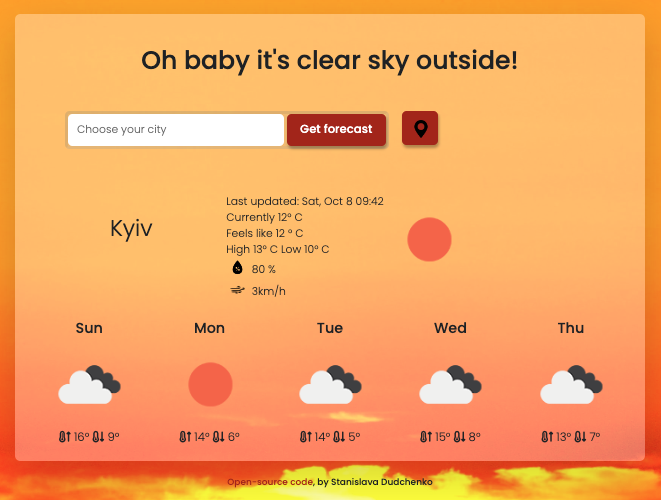 Oh baby it's clear sky outside!
Choose your city
Get forecast
Kyiv
Last updated: Sat, Oct 8 09:42
Currently 12° C
Feels like 12 ° C
High 13° C Low 10° C
80 %
3km/h
Sun Mon Tue Wed Thu
16° 9° 14° 6° 14° 5° 15° 8° 13° 7°
Open-source code, by Stanislava Dudchenko